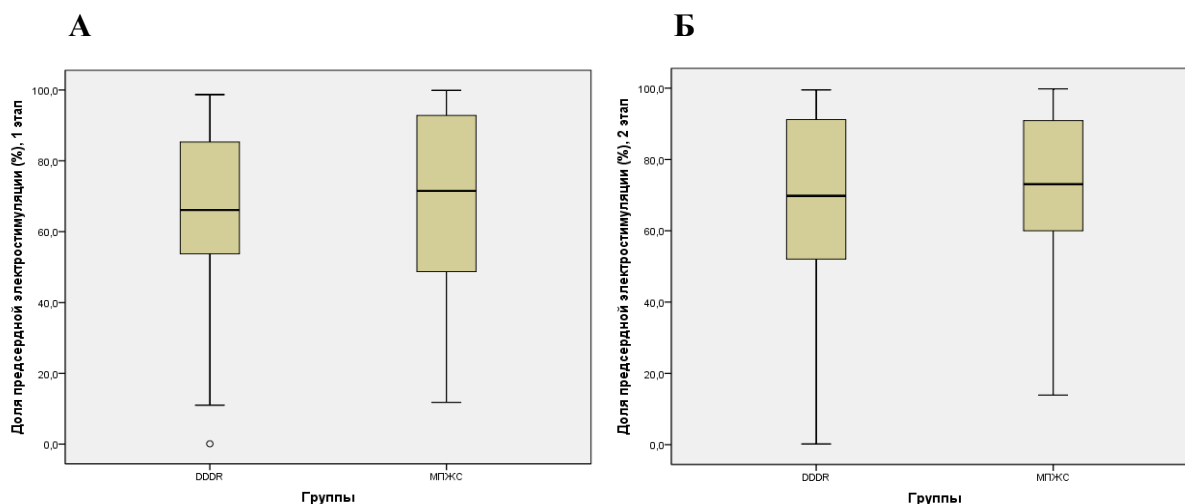 А
Доля предсердной электростимуляции (%), 1 этап
100,0
80,0
60,0
40,0
20,0
0,0
DDDR
МПЖС
Группы
Б
Доля предсердной электростимуляции (%), 2 этап
100,0
80,0
60,0
40,0
20,0
0,0
DDDR
МПЖС
Группы